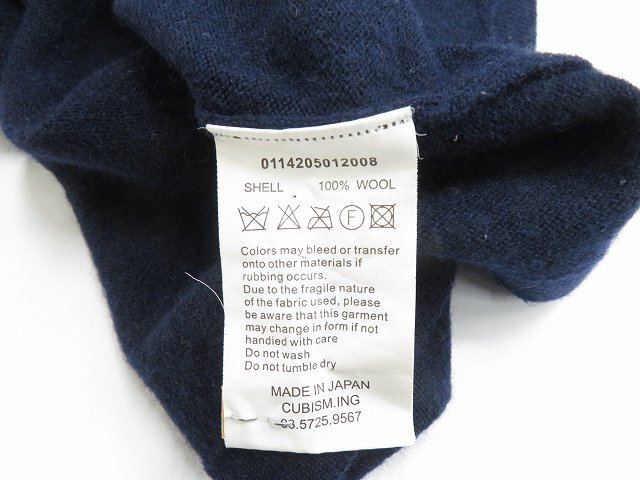 0114205012008
SHELL 100% WOOL
F
Colors may bleed or transfer
onto other materials if
rubbing occurs.
Due to the fragile nature
of the fabric used, please
be aware that this garment
may change in form if not
handled with care
Do not wash
Do not tumble dry
MADE IN JAPAN
CUBISM.ING
03.5725.9567